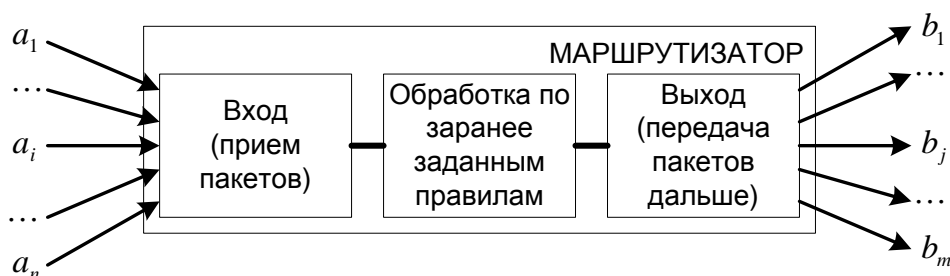 a1
...
ai
...
an
МАРШРУТИЗАТОР
Вход
(прием
пакетов)
Обработка по
заранее
заданным
правилам
Выход
(передача
пакетов
дальше)
b1
...
bj
...
bm